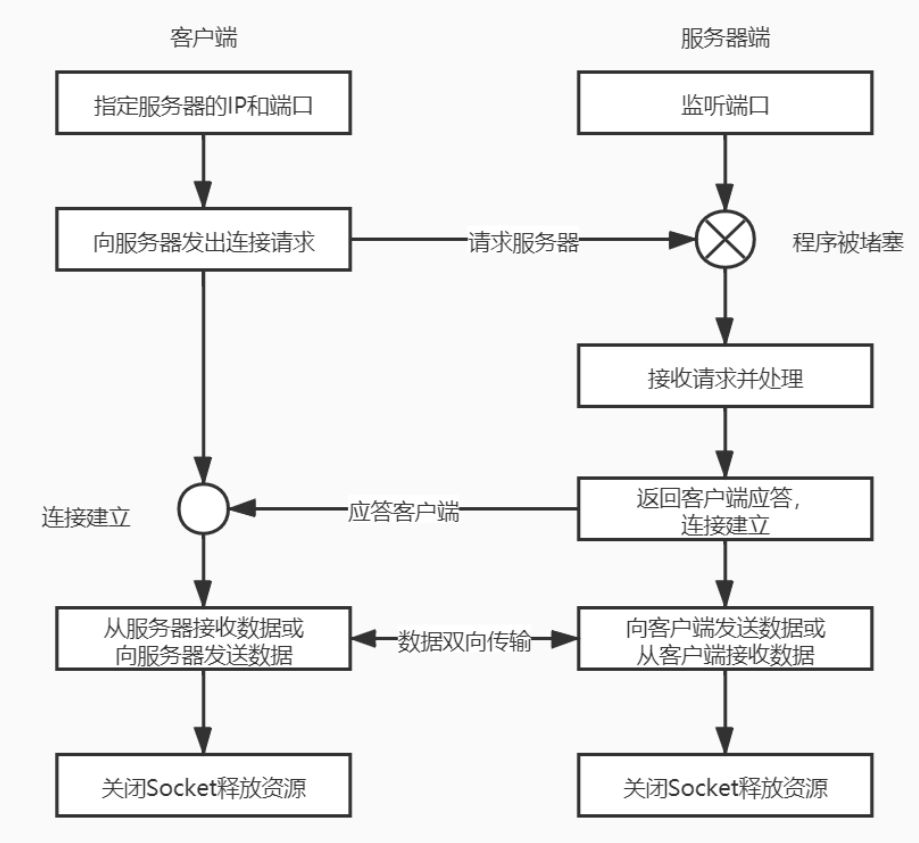 客户端
服务器端
指定服务器的IP和端口
监听端口
向服务器发出连接请求
请求服务器
程序被堵塞
接收请求并处理
连接建立
应答客户端
返回客户端应答，
连接建立
从服务器接收数据或
向服务器发送数据
数据双向传输
向客户端发送数据或
从客户端接收数据
关闭Socket释放资源
关闭Socket释放资源